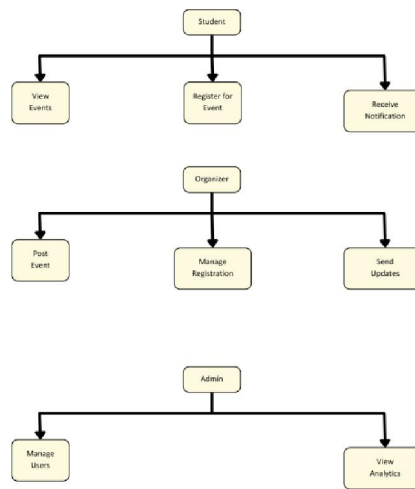 Student
View
Events
Register for
Event
Receive
Notification
Organizer
Post
Event
Manage
Registration
Send
Updates
Admin
Manage
Users
View
Analytics